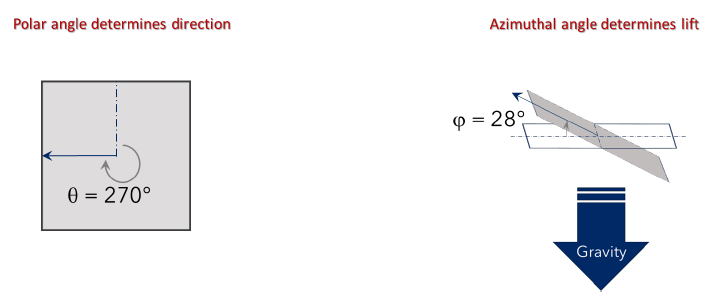 Polar angle determines direction
Azimuthal angle determines lift
θ = 270°
φ = 28°
Gravity